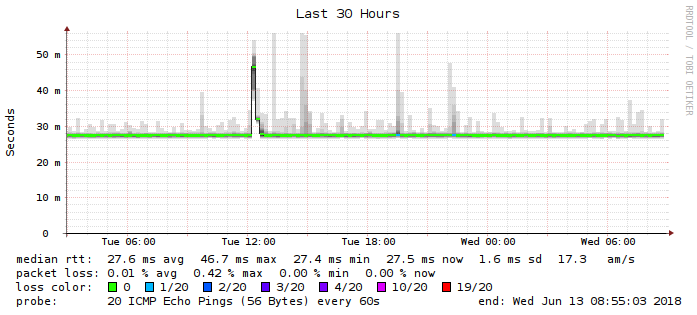 Last 30 Hours
RRDTOOL / TOBI OETIKER
Seconds
50 m
40 m
30 m
20 m
10 m
0
Tue 06:00 Tue 12:00 Tue 18:00 Wed 00:00 Wed 06:00
median rtt: 27.6 ms avg 46.7 ms max 27.4 ms min 27.5 ms now 1.6 ms sd 17.3 am/s
packet loss: 0.01 % avg 0.42 % max 0.00 % min 0.00 % now
loss color: 0 1/20 2/20 3/20 4/20 10/20 19/20
probe: 20 ICMP Echo Pings (56 Bytes) every 60s end: Wed Jun 13 08:55:03 2018